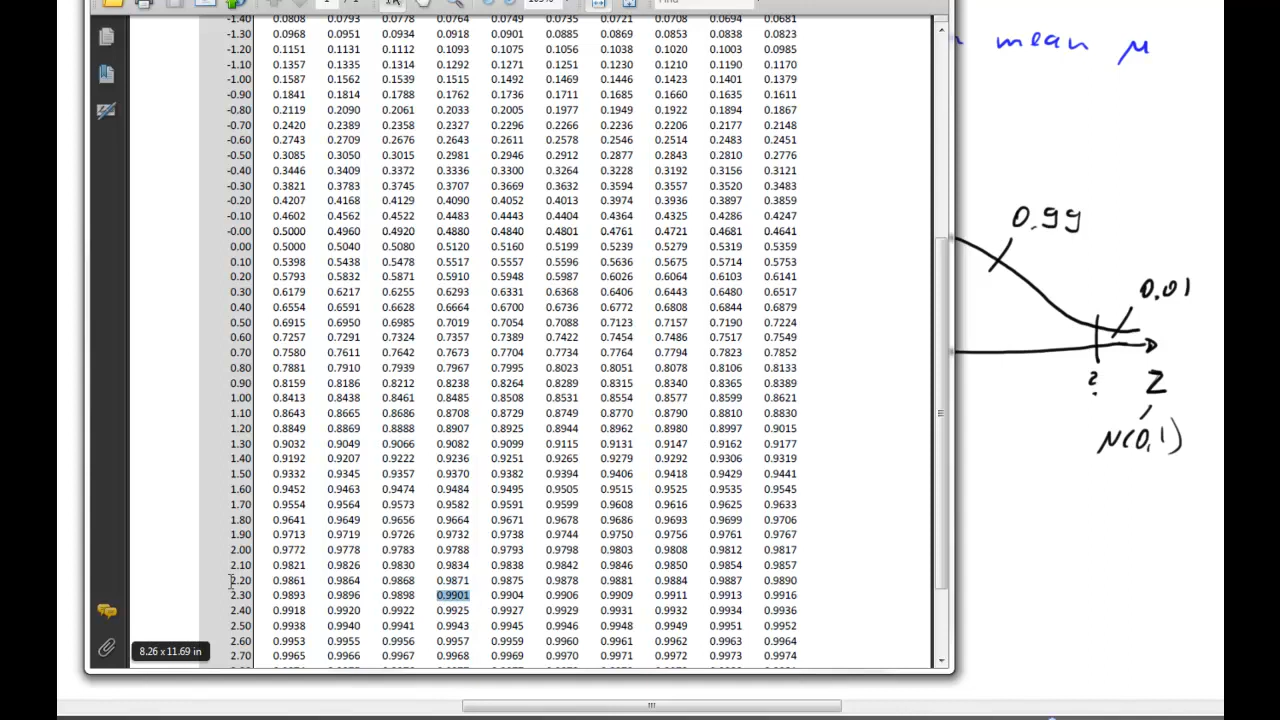 -1.40 0.0808 0.0793 0.0778 0.0764 0.0749 0.0735 0.0721 0.0708 0.0694 0.0681
-1.30 0.0968 0.0951 0.0934 0.0918 0.0901 0.0885 0.0869 0.0853 0.0838 0.0823
-1.20 0.1151 0.1131 0.1112 0.1093 0.1075 0.1056 0.1038 0.1020 0.1003 0.0985
-1.10 0.1357 0.1335 0.1314 0.1292 0.1271 0.1251 0.1230 0.1210 0.1190 0.1170
-1.00 0.1587 0.1562 0.1539 0.1515 0.1492 0.1469 0.1446 0.1423 0.1401 0.1379
-0.90 0.1841 0.1814 0.1788 0.1762 0.1736 0.1711 0.1685 0.1660 0.1635 0.1611
-0.80 0.2119 0.2090 0.2061 0.2033 0.2005 0.1977 0.1949 0.1922 0.1894 0.1867
-0.70 0.2420 0.2389 0.2358 0.2327 0.2296 0.2266 0.2236 0.2206 0.2177 0.2148
-0.60 0.2743 0.2709 0.2676 0.2643 0.2611 0.2578 0.2546 0.2514 0.2483 0.2451
-0.50 0.3085 0.3050 0.3015 0.2981 0.2946 0.2912 0.2877 0.2843 0.2810 0.2776
-0.40 0.3446 0.3409 0.3372 0.3336 0.3300 0.3264 0.3228 0.3192 0.3156 0.3121
-0.30 0.3821 0.3783 0.3745 0.3707 0.3669 0.3632 0.3594 0.3557 0.3520 0.3483
-0.20 0.4207 0.4168 0.4129 0.4090 0.4052 0.4013 0.3974 0.3936 0.3897 0.3859
-0.10 0.4602 0.4562 0.4522 0.4483 0.4443 0.4404 0.4364 0.4325 0.4286 0.4247
-0.00 0.5000 0.4960 0.4920 0.4880 0.4840 0.4801 0.4761 0.4721 0.4681 0.4641
0.00 0.5000 0.5040 0.5080 0.5120 0.5160 0.5199 0.5239 0.5279 0.5319 0.5359
0.10 0.5398 0.5438 0.5478 0.5517 0.5557 0.5596 0.5636 0.5675 0.5714 0.5753
0.20 0.5793 0.5832 0.5871 0.5910 0.5948 0.5987 0.6026 0.6064 0.6103 0.6141
0.30 0.6179 0.6217 0.6255 0.6293 0.6331 0.6368 0.6406 0.6443 0.6480 0.6517
0.40 0.6554 0.6591 0.6628 0.6664 0.6700 0.6736 0.6772 0.6808 0.6844 0.6879
0.50 0.6915 0.6950 0.6985 0.7019 0.7054 0.7088 0.7123 0.7157 0.7190 0.7224
0.60 0.7257 0.7291 0.7324 0.7357 0.7389 0.7422 0.7454 0.7486 0.7517 0.7549
0.70 0.7580 0.7611 0.7642 0.7673 0.7704 0.7734 0.7764 0.7794 0.7823 0.7852
0.80 0.7881 0.7910 0.7939 0.7967 0.7995 0.8023 0.8051 0.8078 0.8106 0.8133
0.90 0.8159 0.8186 0.8212 0.8238 0.8264 0.8289 0.8315 0.8340 0.8365 0.8389
1.00 0.8413 0.8438 0.8461 0.8485 0.8508 0.8531 0.8554 0.8577 0.8599 0.8621
1.10 0.8643 0.8665 0.8686 0.8708 0.8729 0.8749 0.8770 0.8790 0.8810 0.8830
1.20 0.8849 0.8869 0.8888 0.8907 0.8925 0.8944 0.8962 0.8980 0.8997 0.9015
1.30 0.9032 0.9049 0.9066 0.9082 0.9099 0.9115 0.9131 0.9147 0.9162 0.9177
1.40 0.9192 0.9207 0.9222 0.9236 0.9251 0.9265 0.9279 0.9292 0.9306 0.9319
1.50 0.9332 0.9345 0.9357 0.9370 0.9382 0.9394 0.9406 0.9418 0.9429 0.9441
1.60 0.9452 0.9463 0.9474 0.9484 0.9495 0.9505 0.9515 0.9525 0.9535 0.9545
1.70 0.9554 0.9564 0.9573 0.9582 0.9591 0.9599 0.9608 0.9616 0.9625 0.9633
1.80 0.9641 0.9649 0.9656 0.9664 0.9671 0.9678 0.9686 0.9693 0.9699 0.9706
1.90 0.9713 0.9719 0.9726 0.9732 0.9738 0.9744 0.9750 0.9756 0.9761 0.9767
2.00 0.9772 0.9778 0.9783 0.9788 0.9793 0.9798 0.9803 0.9808 0.9812 0.9817
2.10 0.9821 0.9826 0.9830 0.9834 0.9838 0.9842 0.9846 0.9850 0.9854 0.9857
2.20 0.9861 0.9864 0.9868 0.9871 0.9875 0.9878 0.9881 0.9884 0.9887 0.9890
2.30 0.9893 0.9896 0.9898 0.9901 0.9904 0.9906 0.9909 0.9911 0.9913 0.9916
2.40 0.9918 0.9920 0.9922 0.9925 0.9927 0.9929 0.9931 0.9932 0.9934 0.9936
2.50 0.9938 0.9940 0.9941 0.9943 0.9945 0.9946 0.9948 0.9949 0.9951 0.9952
2.60 0.9953 0.9955 0.9956 0.9957 0.9959 0.9960 0.9961 0.9962 0.9963 0.9964
2.70 0.9965 0.9966 0.9967 0.9968 0.9969 0.9970 0.9971 0.9972 0.9973 0.9974
8.26 x 11.69 in
mean μ
0.99
0.01
?
Z
N(0,1)